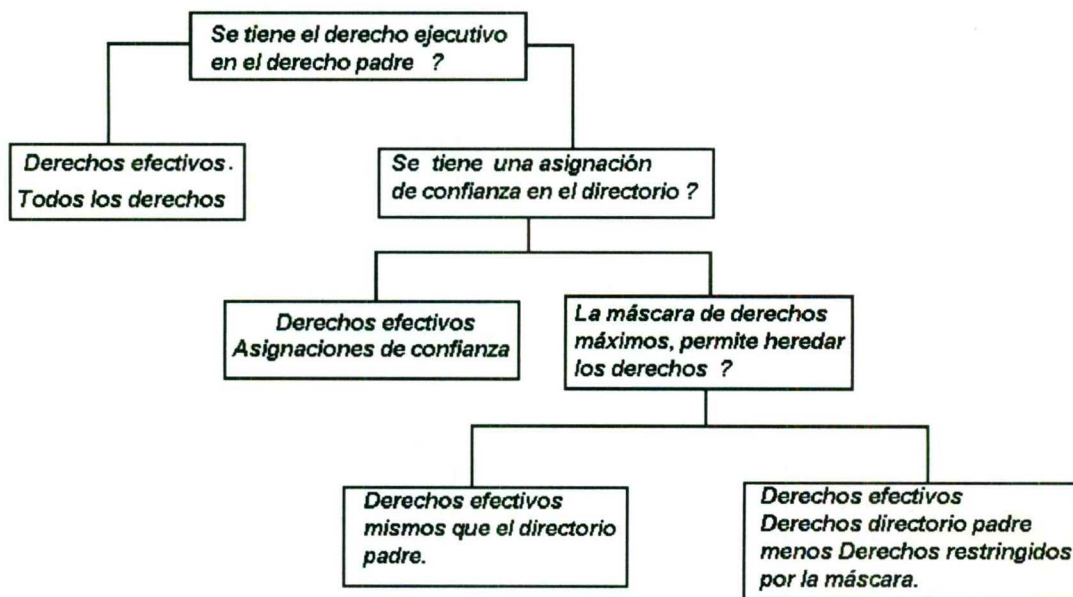 Se tiene el derecho ejecutivo
en el derecho padre ?
Derechos efectivos.
Todos los derechos
Se tiene una asignación
de confianza en el directorio ?
Derechos efectivos
Asignaciones de confianza
La máscara de derechos
máximos, permite heredar
los derechos ?
Derechos efectivos
mismos que el directorio
padre.
Derechos efectivos
Derechos directorio padre
menos Derechos restringidos
por la máscara.